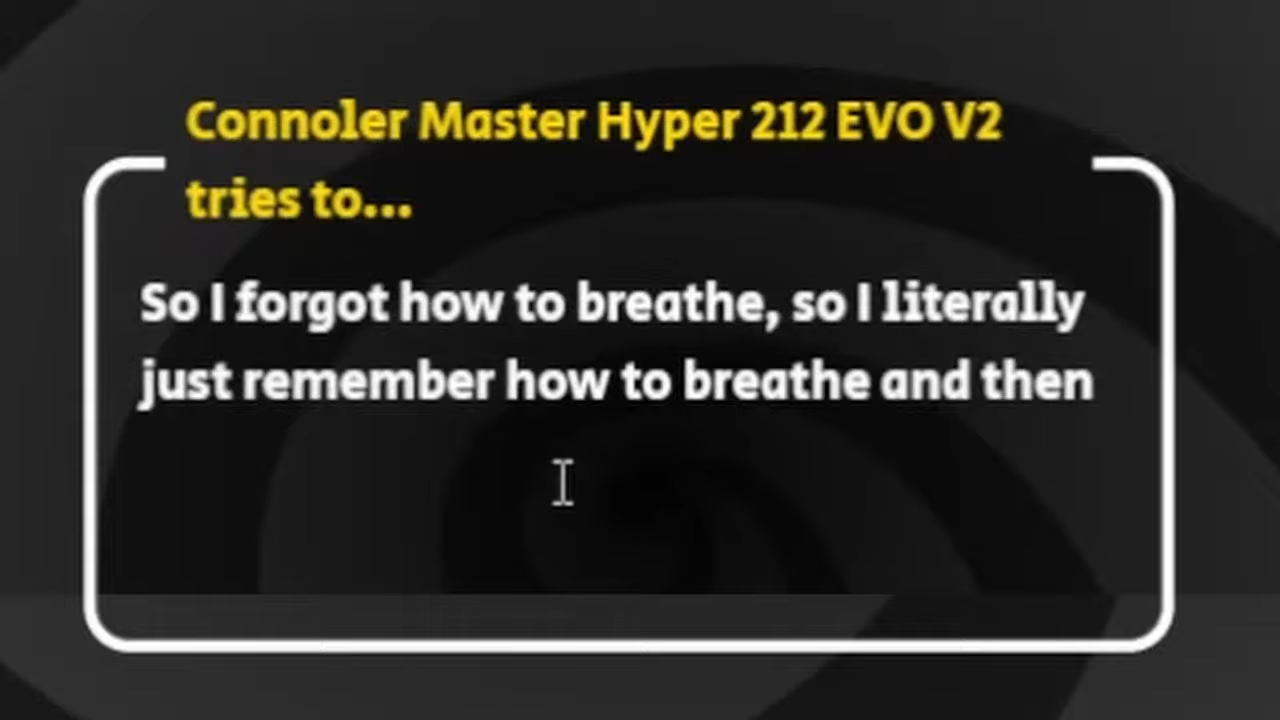 Connoler Master Hyper 212 EVO V2
tries to...
So I forgot how to breathe, so I literally
just remember how to breathe and then